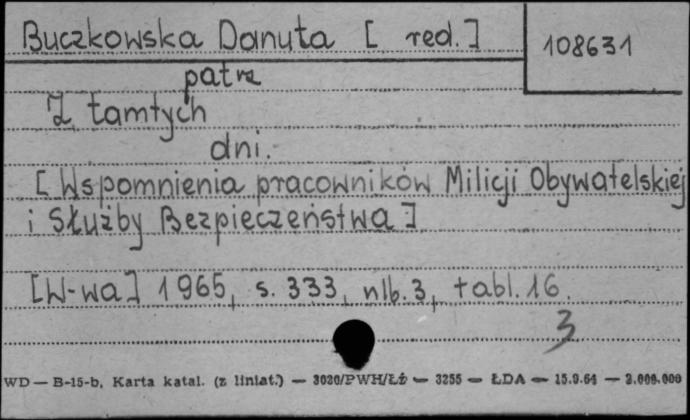 Buczkowska Danuta [ red. ]
108631
patrz
Z tamtych
dni.
[ Wspomnienia pracowników Milicji Obywatelskiej
i Służby Bezpieczeństwa ]
[W-wa] 1965, s. 333, nlb. 3, tabl. 16.
3
WD — B-15-b, Karta katal. (z liniat.) — 3020/PWH/Łź — 3255 — ŁDA — 15.9.64 — 2.000.000